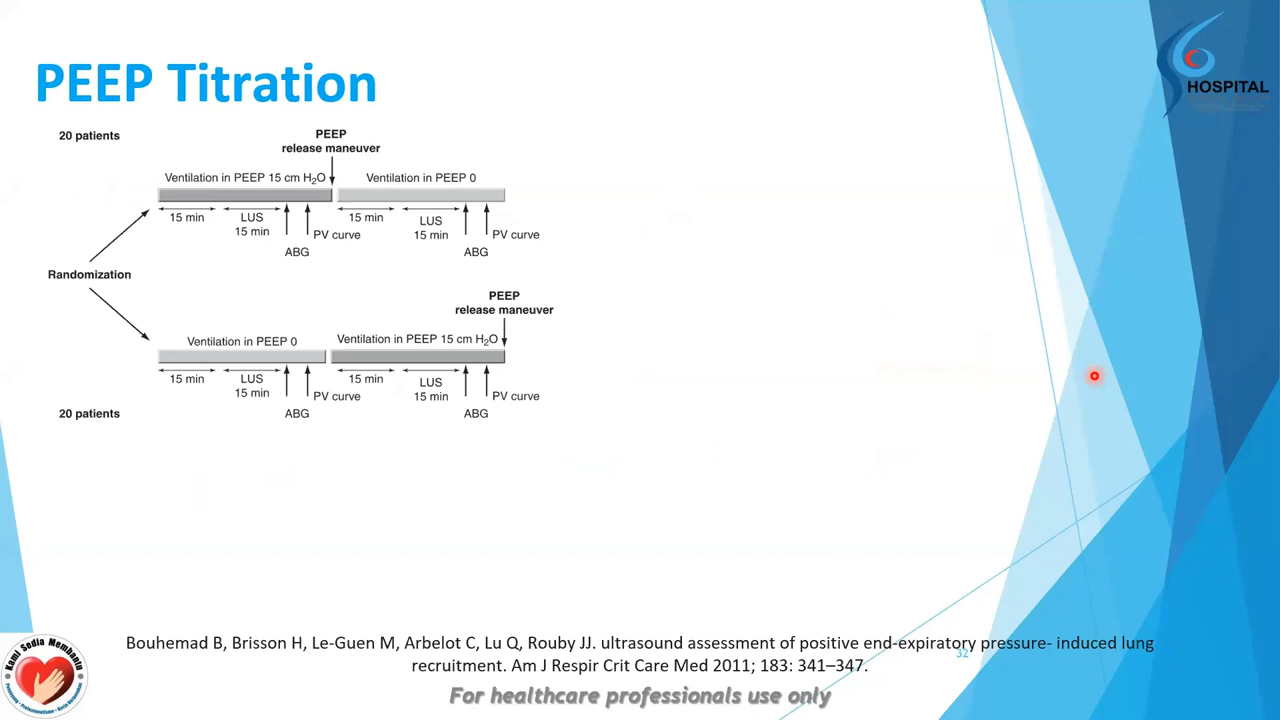 PEEP Titration
HOSPITAL
20 patients
PEEP
release maneuver
Ventilation in PEEP 15 cm H₂O
Ventilation in PEEP 0
15 min
LUS
15 min
ABG
PV curve
15 min
LUS
15 min
ABG
PV curve
Randomization
PEEP
release maneuver
Ventilation in PEEP 0
Ventilation in PEEP 15 cm H₂O
15 min
LUS
15 min
ABG
PV curve
15 min
LUS
15 min
ABG
PV curve
20 patients
Bouhemad B, Brisson H, Le-Guen M, Arbelot C, Lu Q, Rouby JJ. ultrasound assessment of positive end-expiratory pressure- induced lung
recruitment. Am J Respir Crit Care Med 2011; 183: 341–347.
32
Kami Sedia Membantu
For healthcare professionals use only